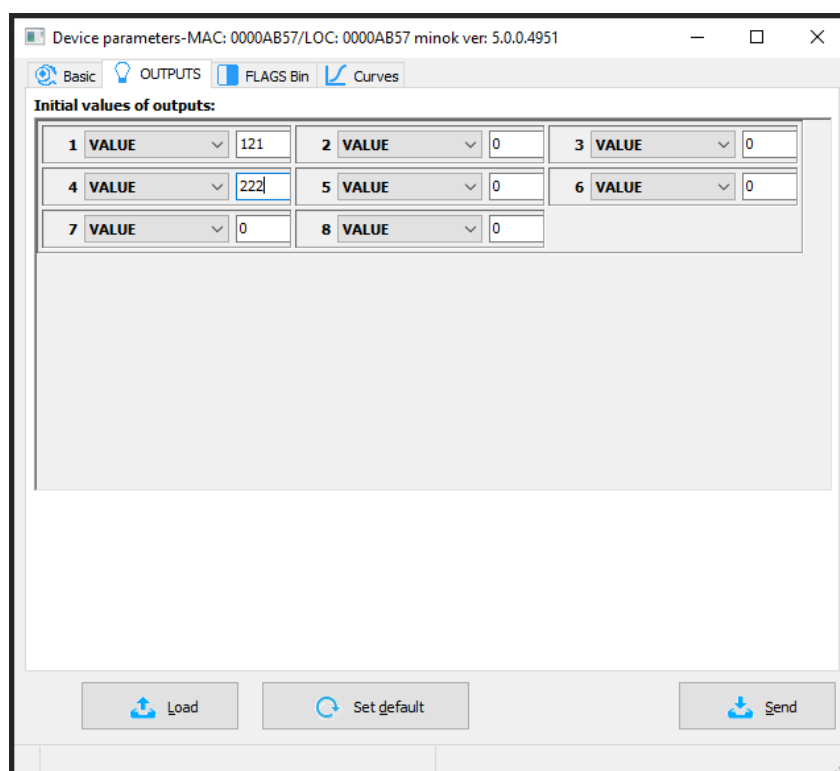 Device parameters-MAC: 0000AB57/LOC: 0000AB57 minok ver: 5.0.0.4951
Basic OUTPUTS FLAGS Bin Curves
Initial values of outputs:
1 VALUE 121 2 VALUE 0 3 VALUE 0
4 VALUE 222 5 VALUE 0 6 VALUE 0
7 VALUE 0 8 VALUE 0
Load Set default Send